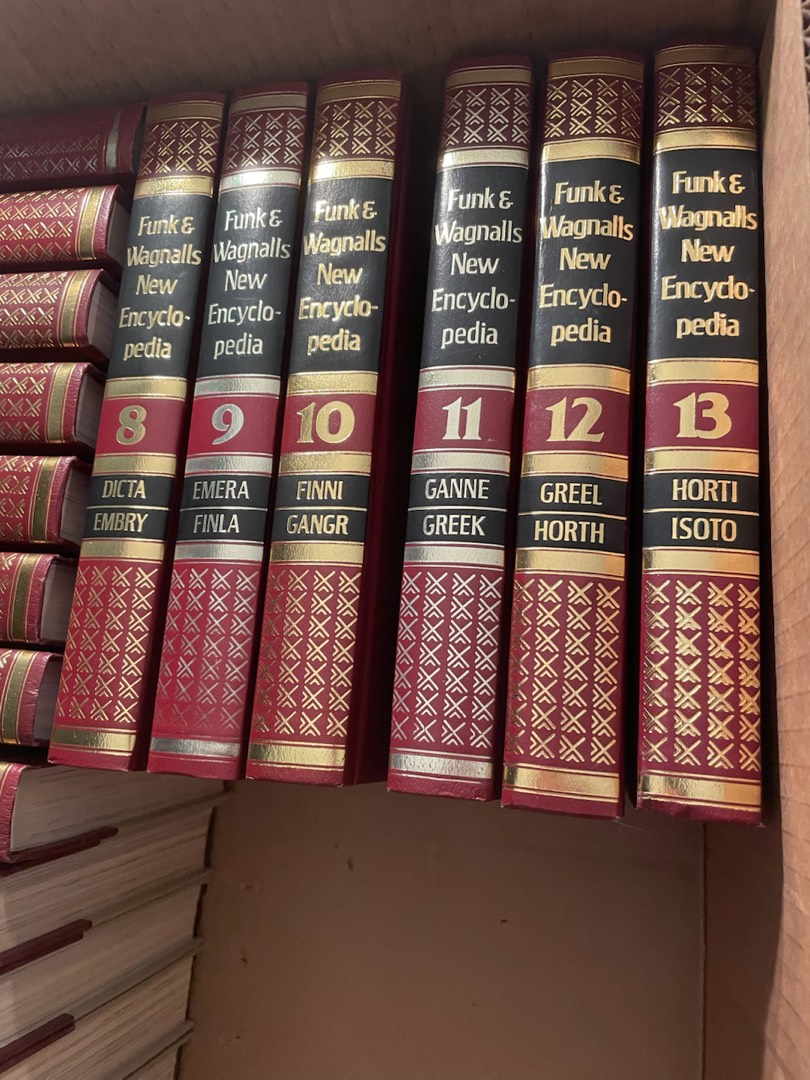 Funk &
Wagnalls
New
Encyclo-
pedia
8
DICTA
EMBRY
Funk &
Wagnalls
New
Encyclo-
pedia
9
EMERA
FINLA
Funk &
Wagnalls
New
Encyclo-
pedia
10
FINNI
GANGR
Funk &
Wagnalls
New
Encyclo-
pedia
11
GANNE
GREEK
Funk &
Wagnalls
New
Encyclo-
pedia
12
GREEL
HORTH
Funk &
Wagnalls
New
Encyclo-
pedia
13
HORTI
ISOTO